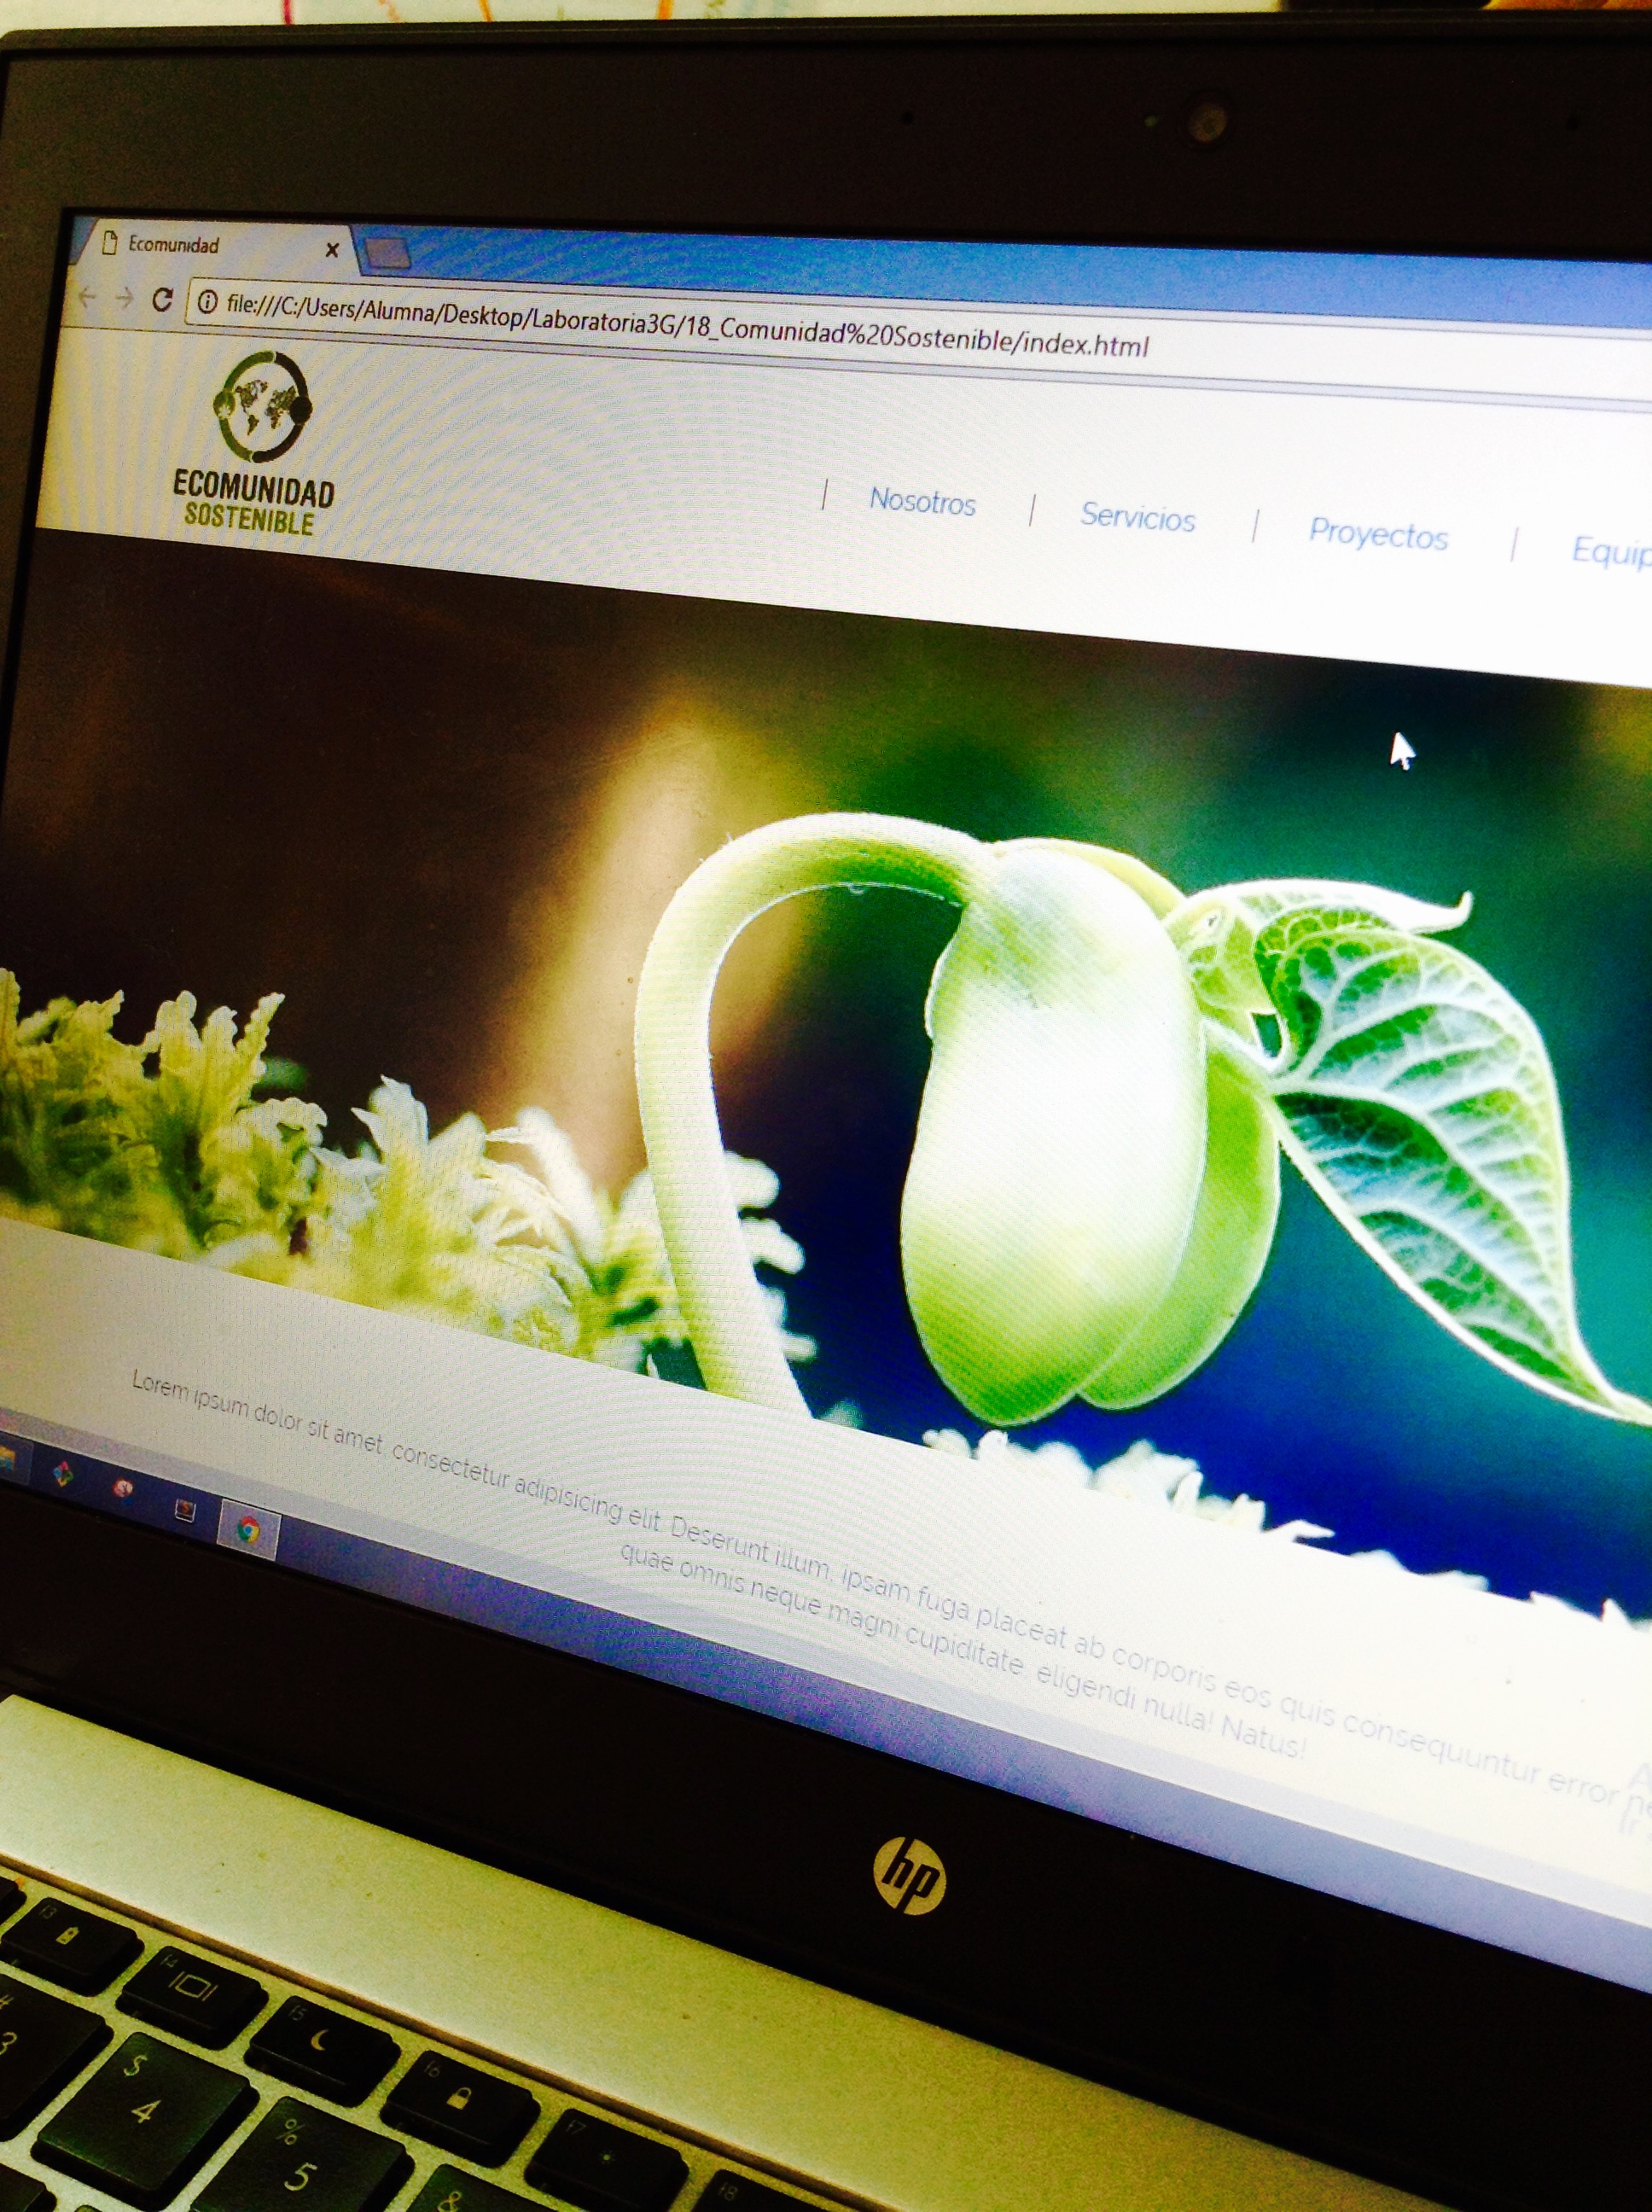 Ecomunidad
file:///C:/Users/Alumna/Desktop/Laboratoria3G/18_Comunidad%20Sostenible/index.html
ECOMUNIDAD
SOSTENIBLE
| Nosotros | Servicios | Proyectos | Equip
Lorem ipsum dolor sit amet, consectetur adipisicing elit. Deserunt illum, ipsam fuga placeat ab corporis eos quis consequuntur error
quae omnis neque magni cupiditate, eligendi nulla! Natus!
hp
f3 f4 f5 f6 f7 f8
# $ % &
3 4 5